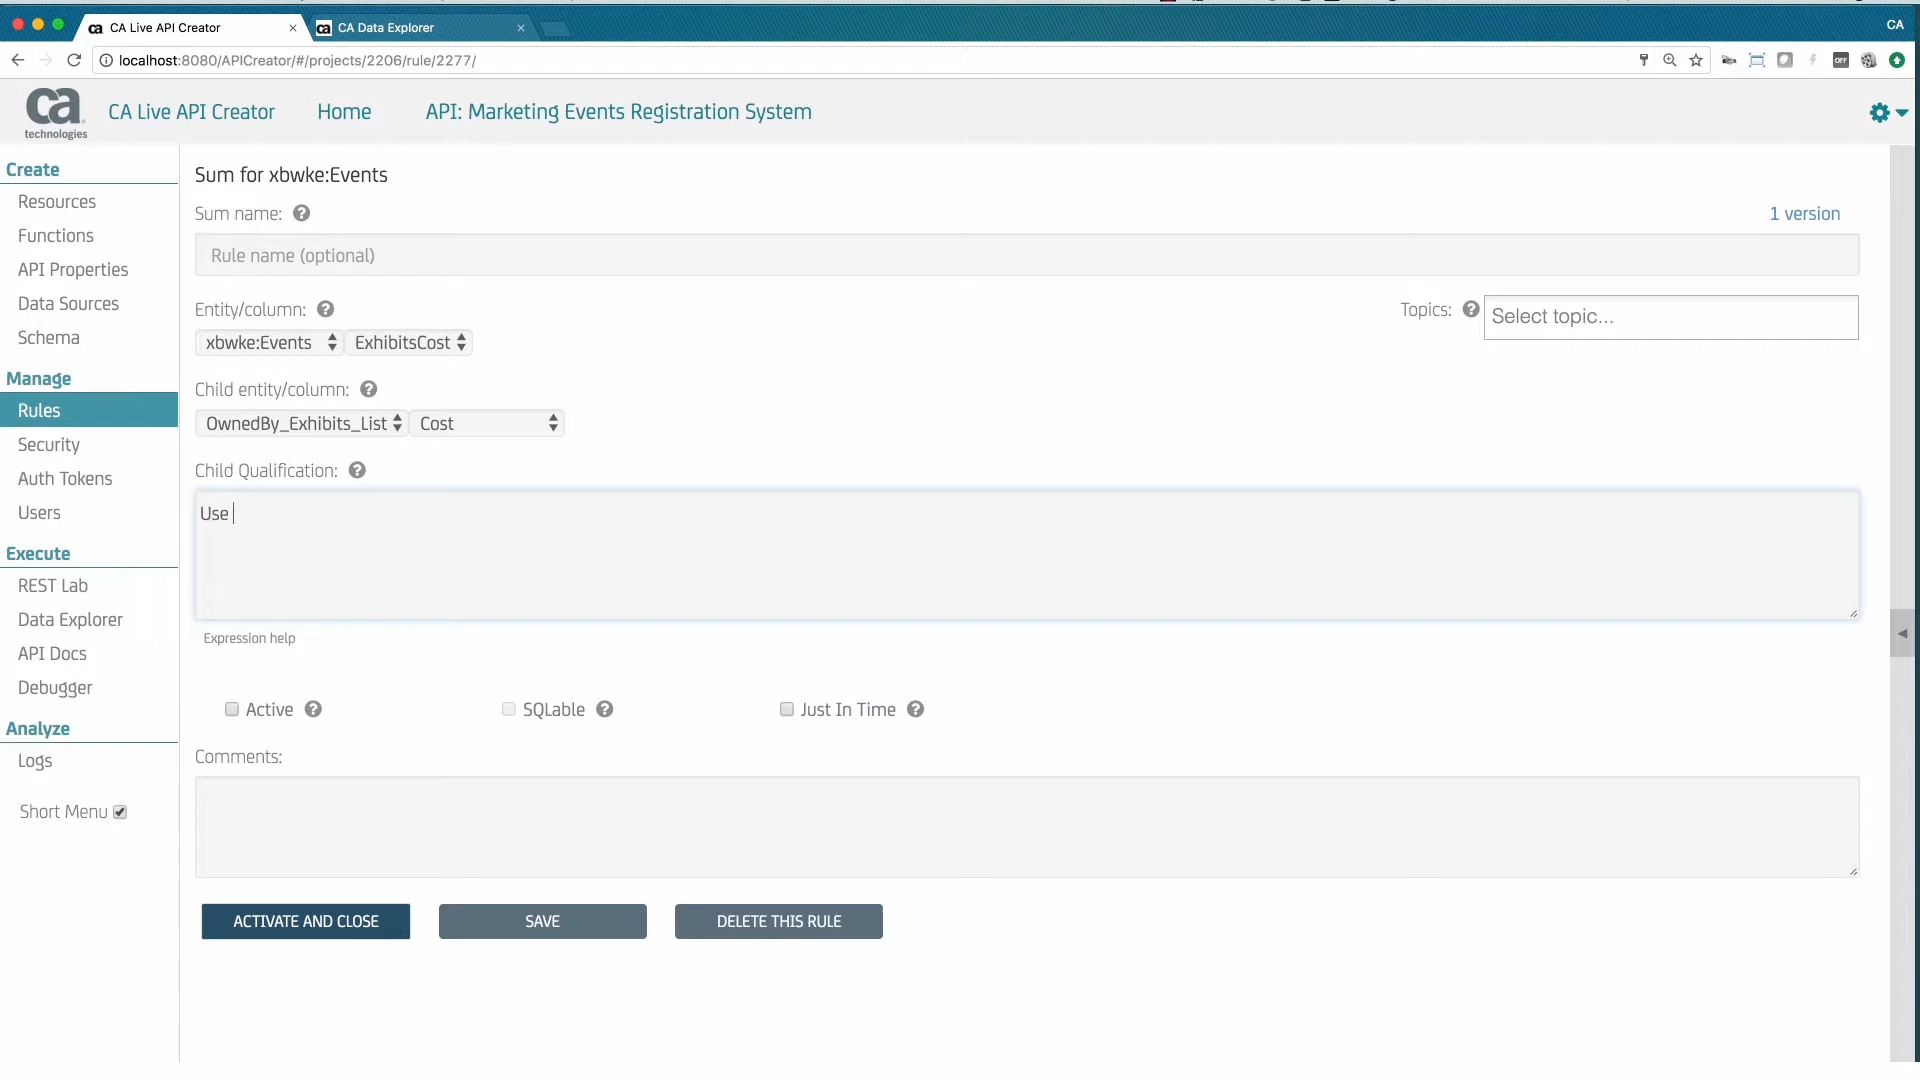 CA Live API Creator
CA Data Explorer
CA
localhost:8080/APICreator/#/projects/2206/rule/2277/
OFF
ca
technologies
CA Live API Creator
Home
API: Marketing Events Registration System
Create
Resources
Functions
API Properties
Data Sources
Schema
Manage
Rules
Security
Auth Tokens
Users
Execute
REST Lab
Data Explorer
API Docs
Debugger
Analyze
Logs
Short Menu
Sum for xbwke:Events
Sum name:
1 version
Rule name (optional)
Entity/column:
Topics:
Select topic...
xbwke:Events
ExhibitsCost
Child entity/column:
OwnedBy_Exhibits_List
Cost
Child Qualification:
Use
Expression help
Active
SQLable
Just In Time
Comments:
ACTIVATE AND CLOSE
SAVE
DELETE THIS RULE